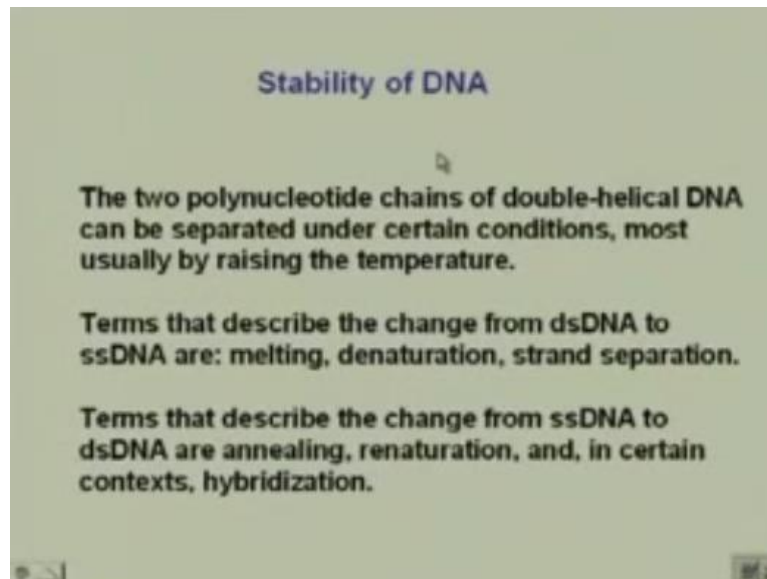 Stability of DNA
The two polynucleotide chains of double-helical DNA
can be separated under certain conditions, most
usually by raising the temperature.
Terms that describe the change from dsDNA to
ssDNA are: melting, denaturation, strand separation.
Terms that describe the change from ssDNA to
dsDNA are annealing, renaturation, and, in certain
contexts, hybridization.